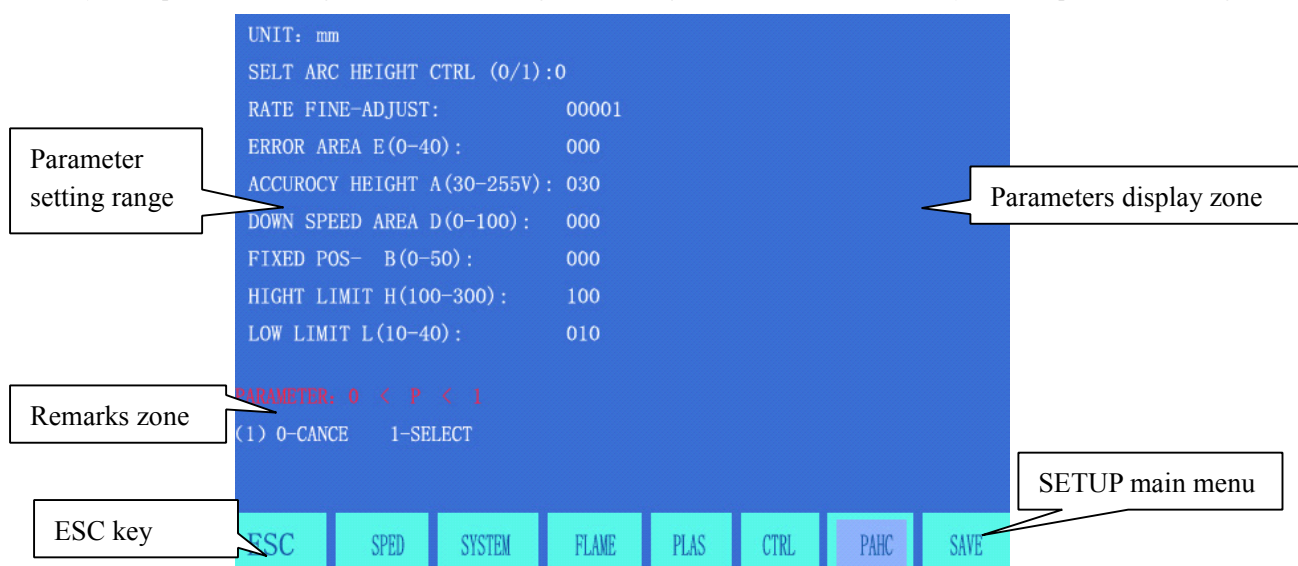 UNIT: mm
SELT ARC HEIGHT CTRL (0/1):0
RATE FINE-ADJUST: 00001
ERROR AREA E(0-40): 000
ACCUROCY HEIGHT A(30-255V): 030
DOWN SPEED AREA D(0-100): 000
FIXED POS- B(0-50): 000
HIGHT LIMIT H(100-300): 100
LOW LIMIT L(10-40): 010
PARAMETER: 0 < P < 1
(1) 0-CANCE 1-SELECT
ESC SPED SYSTEM FLAME PLAS CTRL PAHC SAVE
Parameter
setting range
Parameters display zone
Remarks zone
SETUP main menu
ESC key